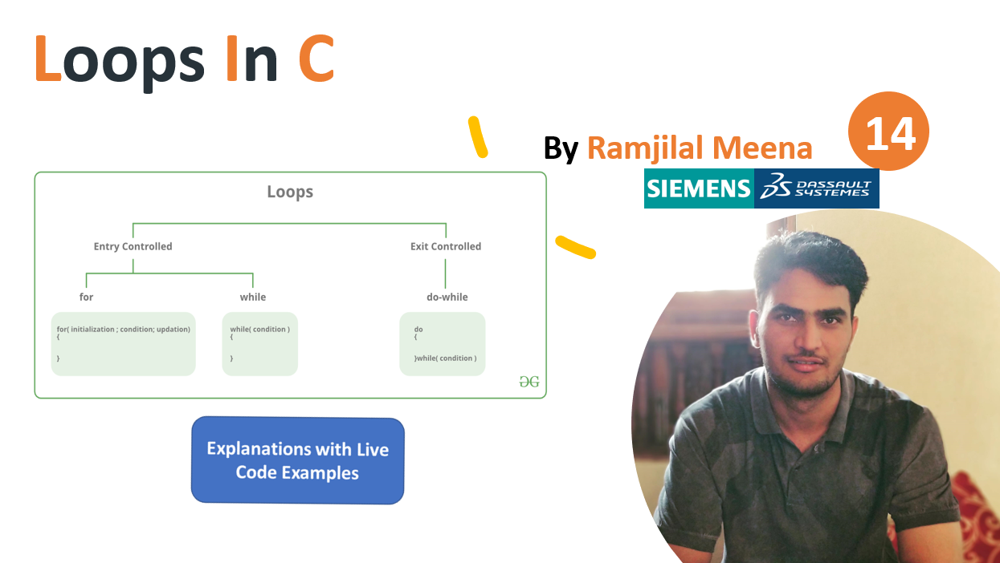 Loops In C
14
By Ramjilal Meena
SIEMENS
DASSAULT
SYSTEMES
Loops
Entry Controlled
Exit Controlled
for
while
do-while
for( initialization ; condition; updation)
{
}
while( condition )
{
}
do
{
}while( condition )
Explanations with Live
Code Examples